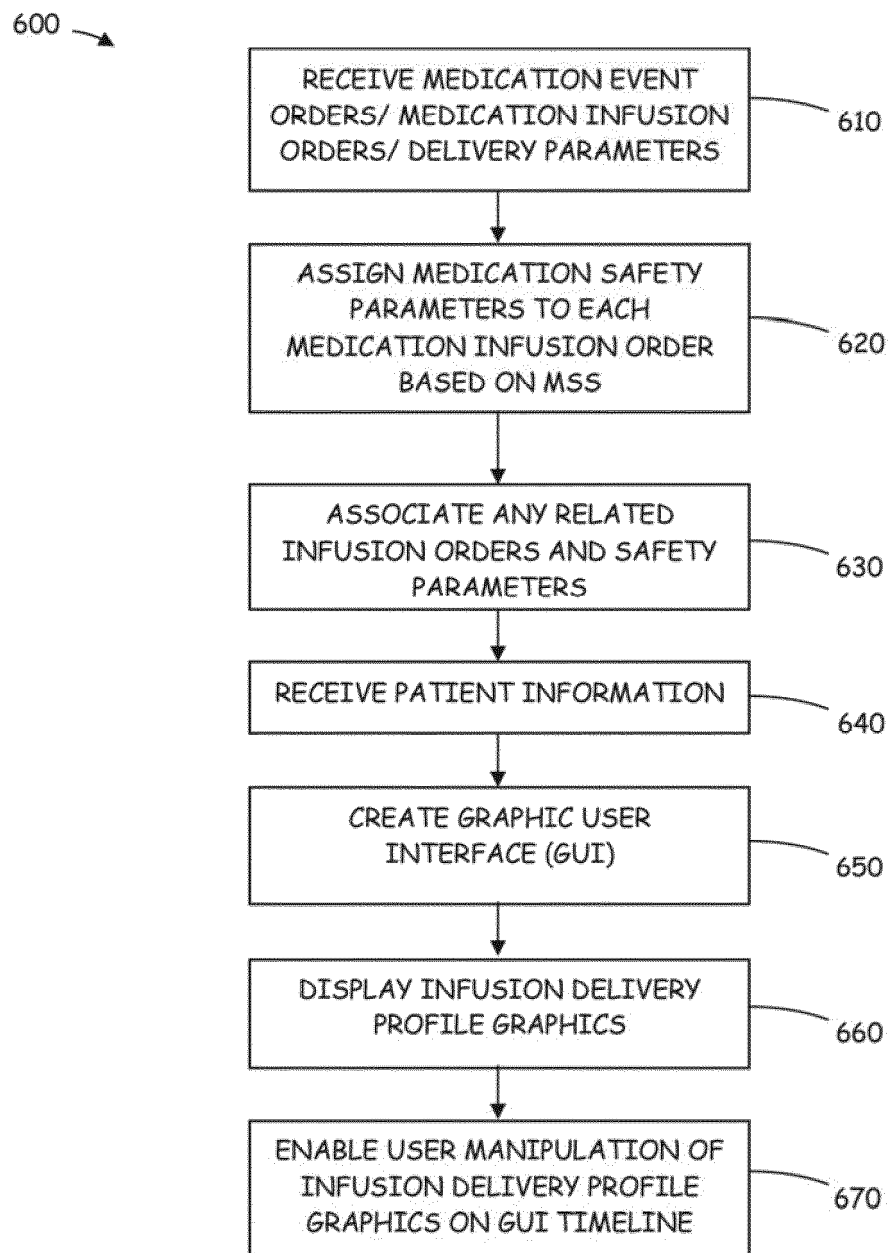 600
RECEIVE MEDICATION EVENT
ORDERS/ MEDICATION INFUSION
ORDERS/ DELIVERY PARAMETERS
610
ASSIGN MEDICATION SAFETY
PARAMETERS TO EACH
MEDICATION INFUSION ORDER
BASED ON MSS
620
ASSOCIATE ANY RELATED
INFUSION ORDERS AND SAFETY
PARAMETERS
630
RECEIVE PATIENT INFORMATION
640
CREATE GRAPHIC USER
INTERFACE (GUI)
650
DISPLAY INFUSION DELIVERY
PROFILE GRAPHICS
660
ENABLE USER MANIPULATION OF
INFUSION DELIVERY PROFILE
GRAPHICS ON GUI TIMELINE
670